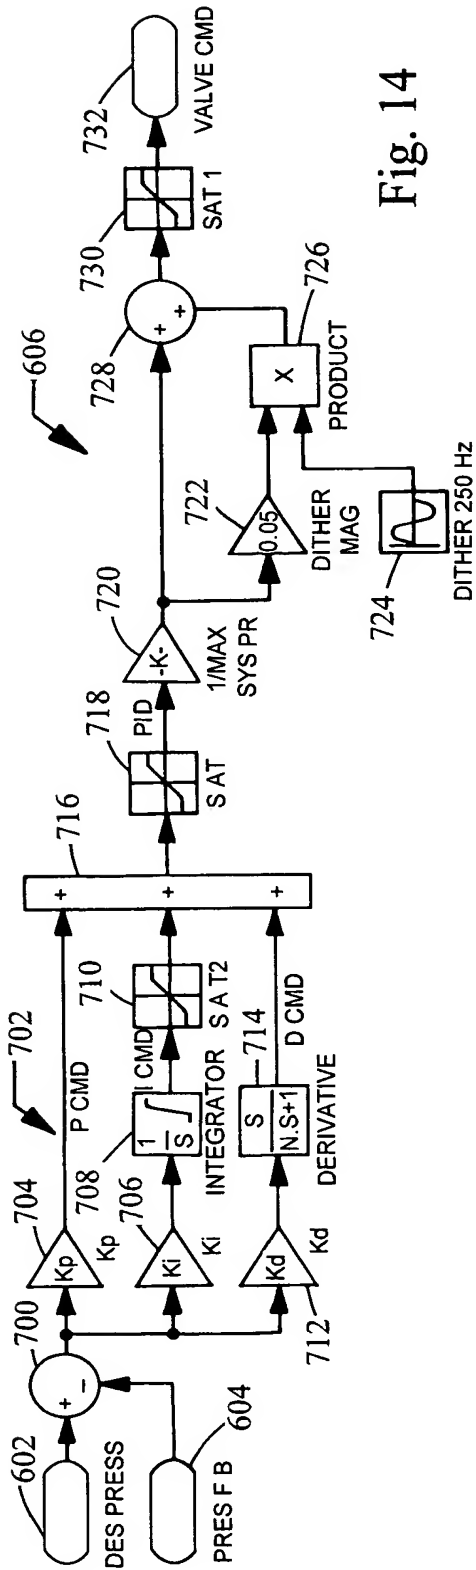 602
DES PRESS
PRES F B
604
700
+
−
702
704
Kp
Kp
P CMD
706
Ki
Ki
708
1
S
INTEGRATOR
I CMD
710
S A T2
712
Kd
Kd
714
S
N.S+1
DERIVATIVE
D CMD
716
+
+
+
718
S AT
PID
720
-K-
1/MAX
SYS PR
606
722
0.05
DITHER
MAG
724
DITHER 250 Hz
726
X
PRODUCT
728
+
+
730
SAT 1
732
VALVE CMD
Fig. 14